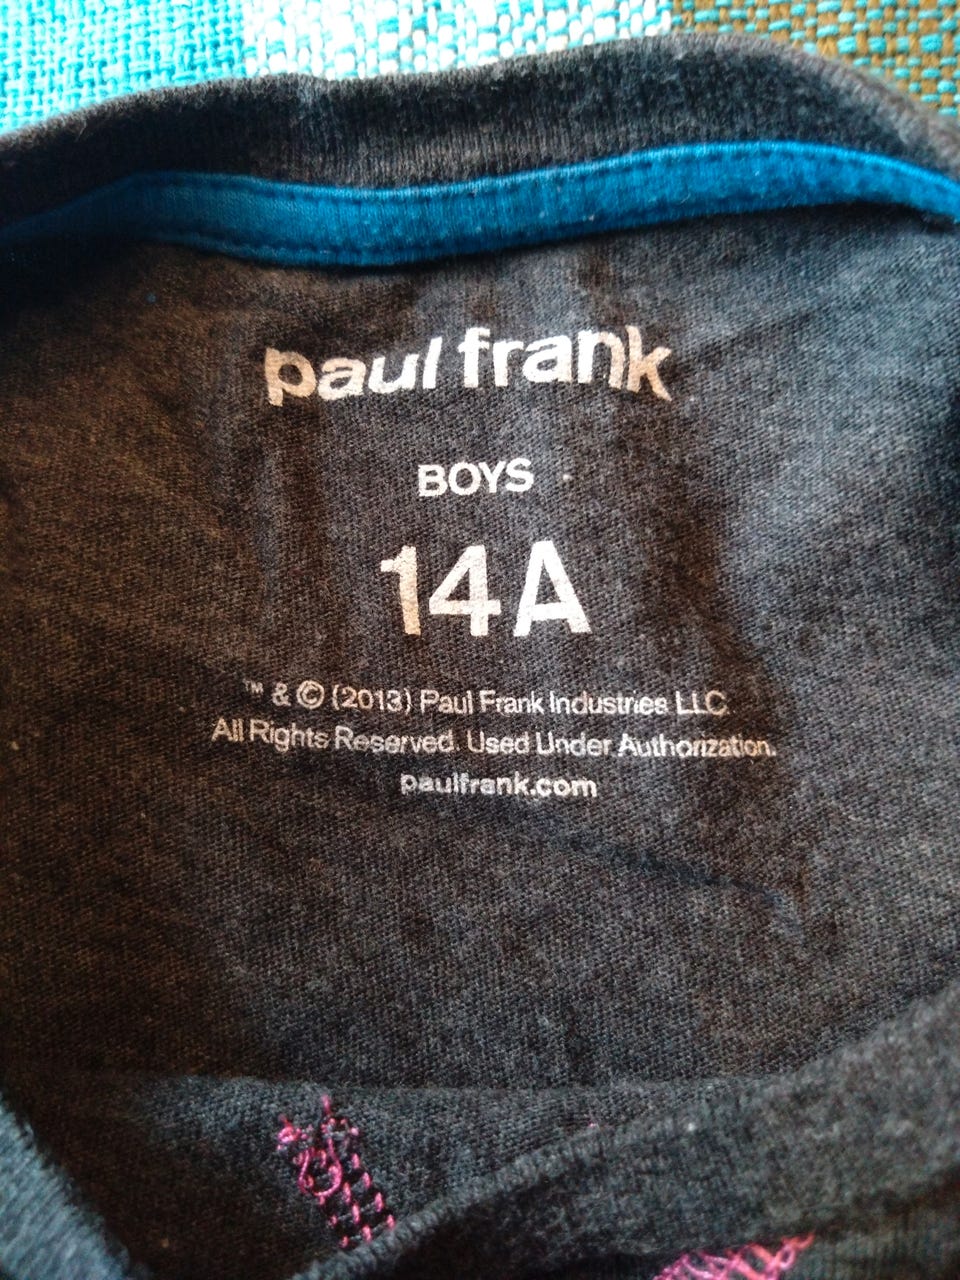 paul frank
BOYS
14A
™ & © (2013) Paul Frank Industries LLC
All Rights Reserved. Used Under Authorization.
paulfrank.com